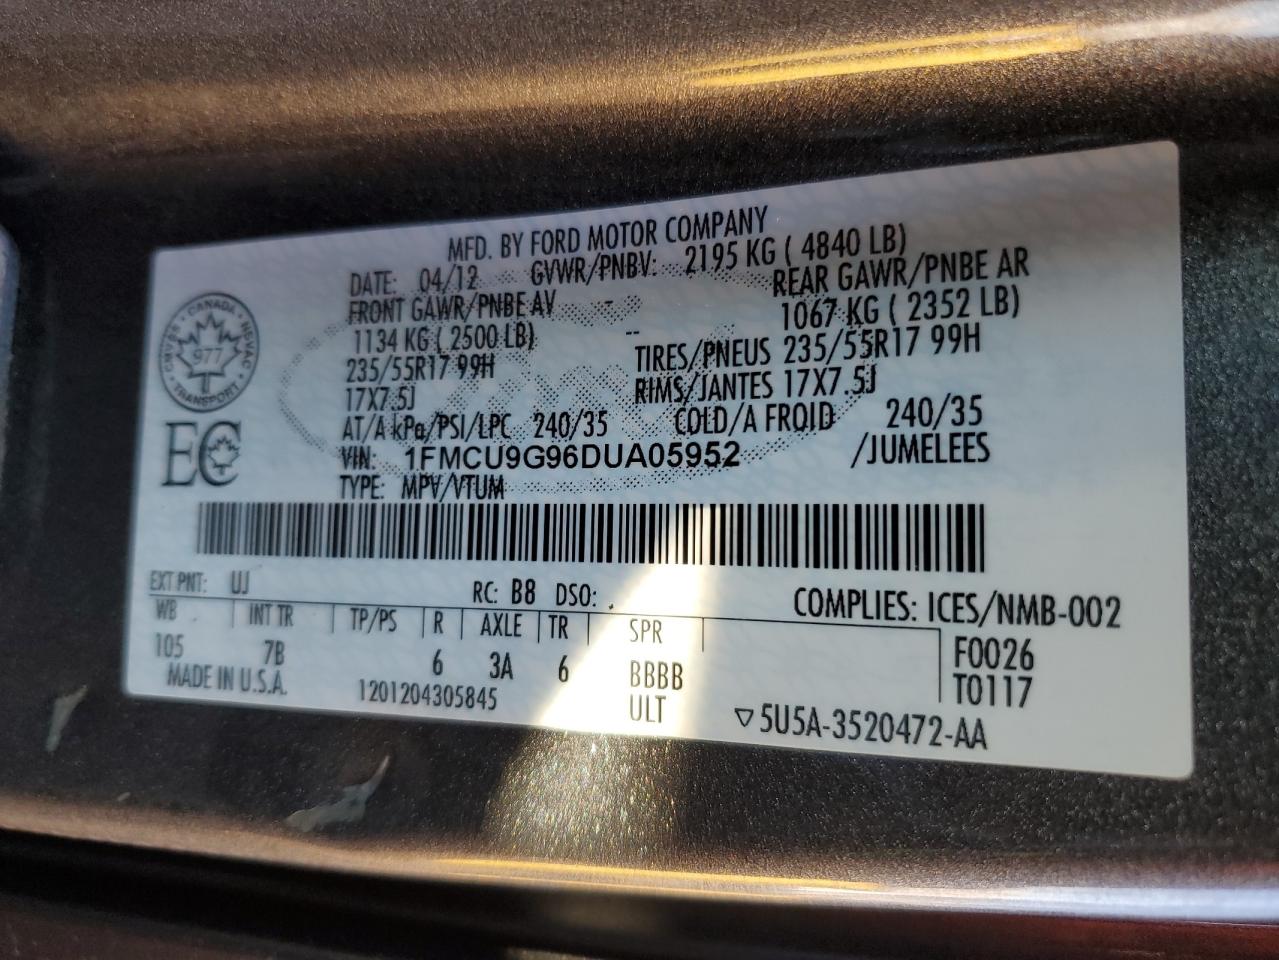 MFD. BY FORD MOTOR COMPANY
DATE: 04/12 GVWR/PNBV: 2195 KG ( 4840 LB)
FRONT GAWR/PNBE AV - REAR GAWR/PNBE AR
1134 KG ( 2500 LB) -- 1067 KG ( 2352 LB)
235/55R17 99H TIRES/PNEUS 235/55R17 99H
17X7.5J RIMS/JANTES 17X7.5J
AT/A kPa/PSI/LPC 240/35 COLD/A FROID 240/35
VIN: 1FMCU9G96DUA05952 /JUMELEES
TYPE: MPV/VTUM
CANADA
977
TRANSPORT
EC
EXT PNT: UJ RC: B8 DSO:
COMPLIES: ICES/NMB-002
WB INT TR TP/PS R AXLE TR SPR
105 7B 6 3A 6 BBBB F0026
T0117
MADE IN U.S.A. 1201204305845 ULT ▽5U5A-3520472-AA